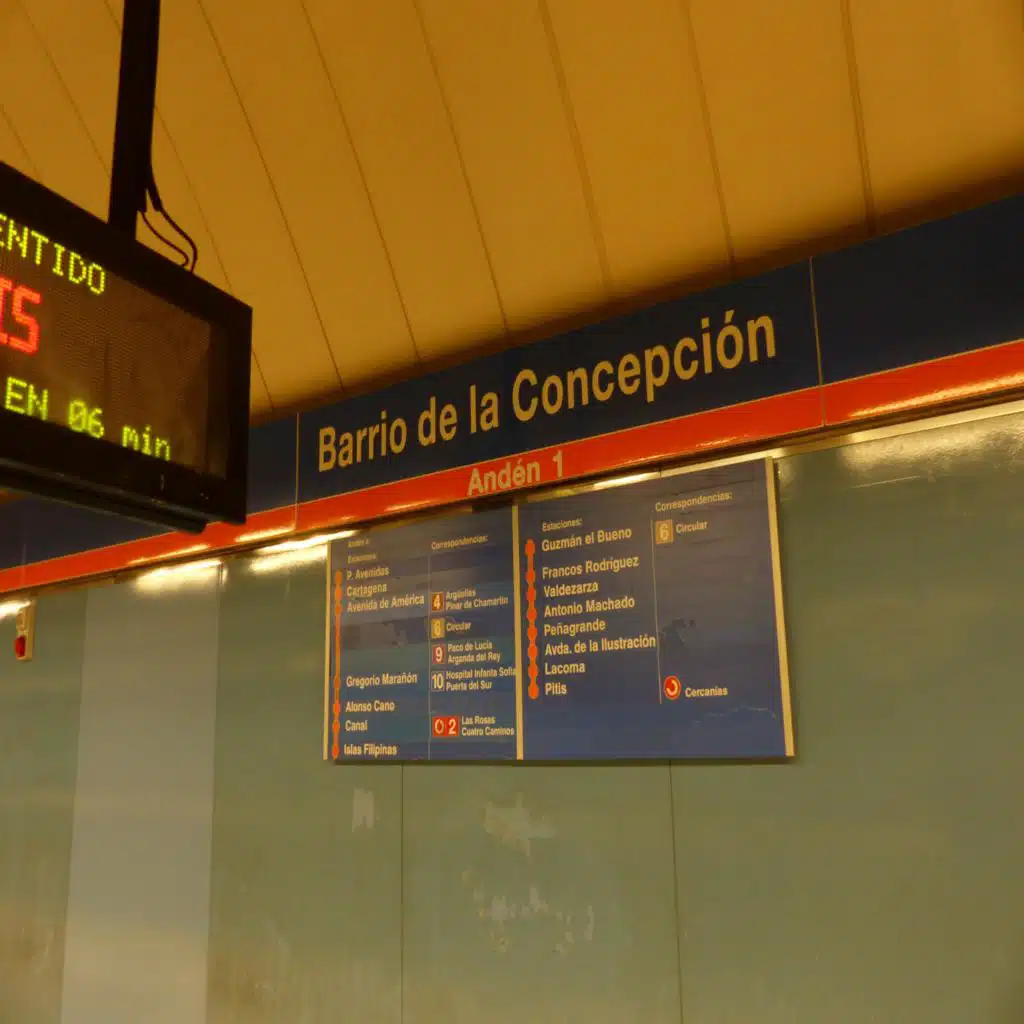 ENTIDO
IS
EN 06 min
Barrio de la Concepción
Andén 1
Estaciones:
Correspondencias:
P. Avenidas
Cartagena
Avenida de América
4 Argüelles
Pinar de Chamartín
6 Circular
9 Paco de Lucía
Arganda del Rey
Gregorio Marañón
10 Hospital Infanta Sofía
Puerta del Sur
Alonso Cano
Canal
2 Las Rosas
Cuatro Caminos
Islas Filipinas
Estaciones:
Correspondencias:
Guzmán el Bueno
6 Circular
Francos Rodríguez
Valdezarza
Antonio Machado
Peñagrande
Avda. de la Ilustración
Lacoma
Pitis
Cercanías